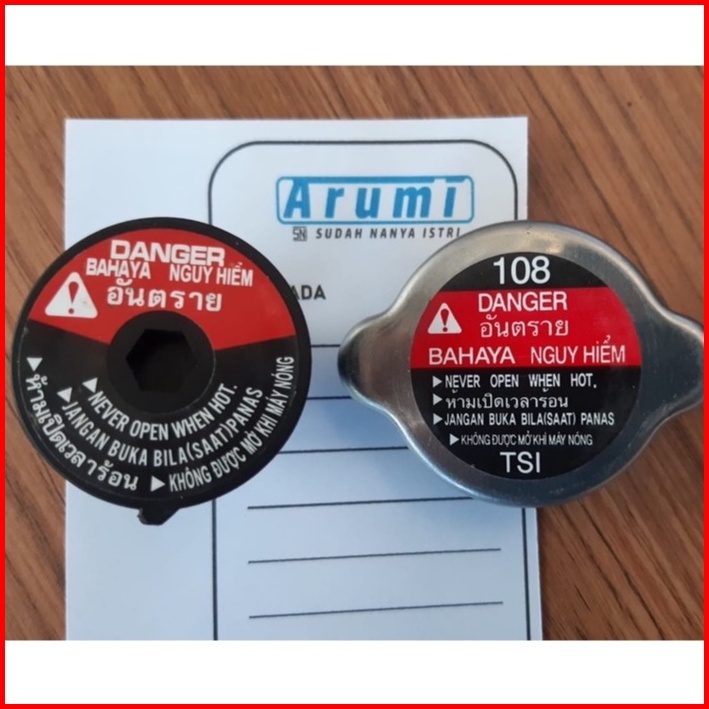 Arumi
SN SUDAH NANYA ISTRI
ADA
DANGER
BAHAYA NGUY HIỂM
อันตราย
NEVER OPEN WHEN HOT.
JANGAN BUKA BILA(SAAT) PANAS
KHÔNG ĐƯỢC MỞ KHI MÁY NÓNG
ห้ามเปิดเวลาร้อน
108
DANGER
อันตราย
BAHAYA NGUY HIỂM
NEVER OPEN WHEN HOT.
ห้ามเปิดเวลาร้อน
JANGAN BUKA BILA(SAAT) PANAS
KHÔNG ĐƯỢC MỞ KHI MÁY NÓNG
TSI